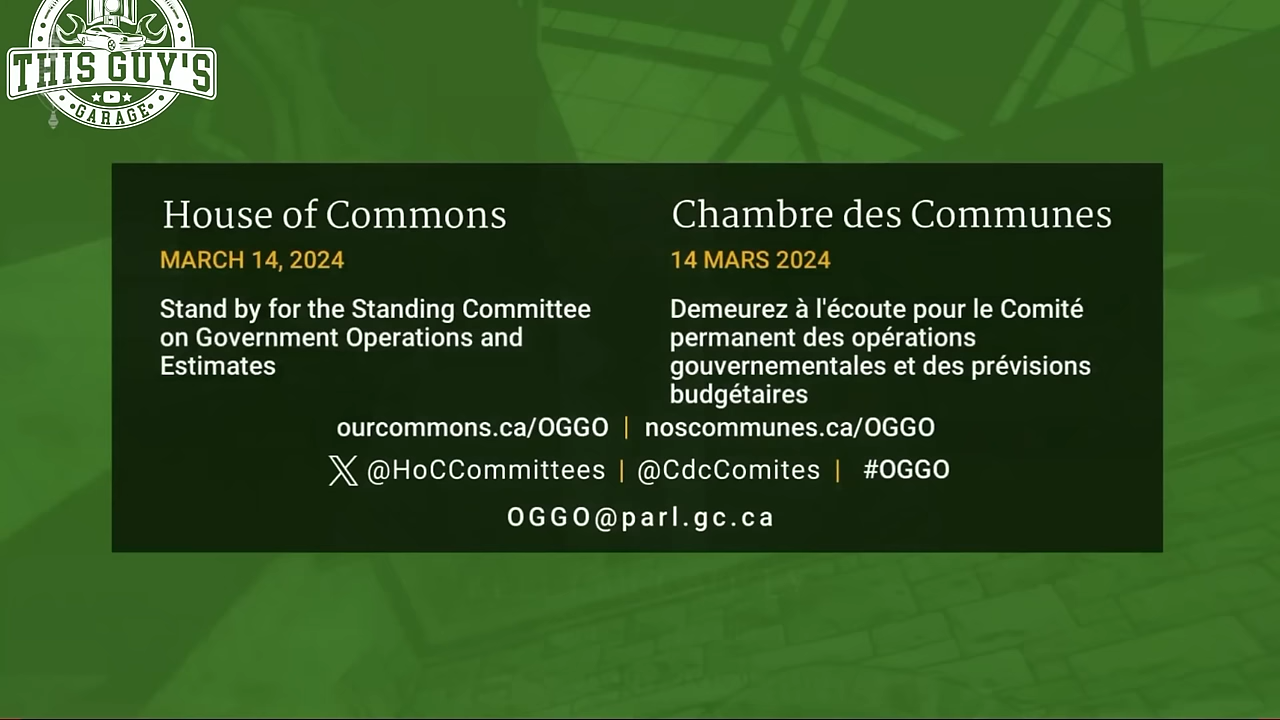 THIS GUY'S
GARAGE
House of Commons
MARCH 14, 2024
Stand by for the Standing Committee
on Government Operations and
Estimates
Chambre des Communes
14 MARS 2024
Demeurez à l'écoute pour le Comité
permanent des opérations
gouvernementales et des prévisions
budgétaires
ourcommons.ca/OGGO | noscommunes.ca/OGGO
X @HoCCommittees | @CdcComites | #OGGO
OGGO@parl.gc.ca